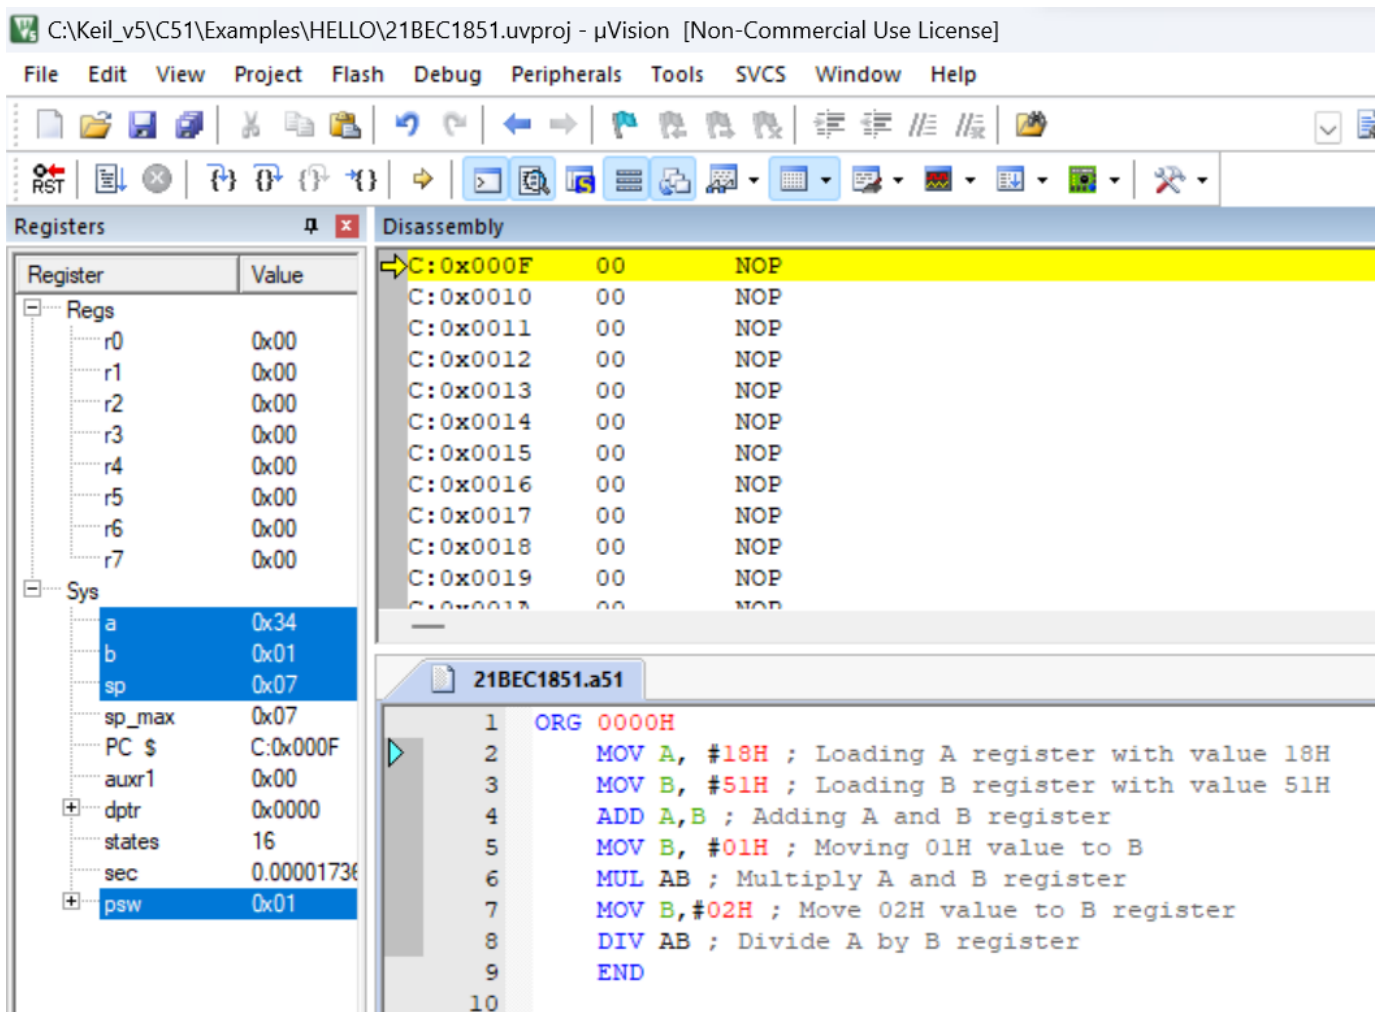 C:\Keil_v5\C51\Examples\HELLO\21BEC1851.uvproj - µVision [Non-Commercial Use License]
File Edit View Project Flash Debug Peripherals Tools SVCS Window Help
RST
Registers
Register Value
Regs
r0 0x00
r1 0x00
r2 0x00
r3 0x00
r4 0x00
r5 0x00
r6 0x00
r7 0x00
Sys
a 0x34
b 0x01
sp 0x07
sp_max 0x07
PC $ C:0x000F
auxr1 0x00
dptr 0x0000
states 16
sec 0.00001736
psw 0x01
Disassembly
C:0x000F 00 NOP
C:0x0010 00 NOP
C:0x0011 00 NOP
C:0x0012 00 NOP
C:0x0013 00 NOP
C:0x0014 00 NOP
C:0x0015 00 NOP
C:0x0016 00 NOP
C:0x0017 00 NOP
C:0x0018 00 NOP
C:0x0019 00 NOP
C:0x001A 00 NOP
21BEC1851.a51
1 ORG 0000H
2 MOV A, #18H ; Loading A register with value 18H
3 MOV B, #51H ; Loading B register with value 51H
4 ADD A,B ; Adding A and B register
5 MOV B, #01H ; Moving 01H value to B
6 MUL AB ; Multiply A and B register
7 MOV B,#02H ; Move 02H value to B register
8 DIV AB ; Divide A by B register
9 END
10